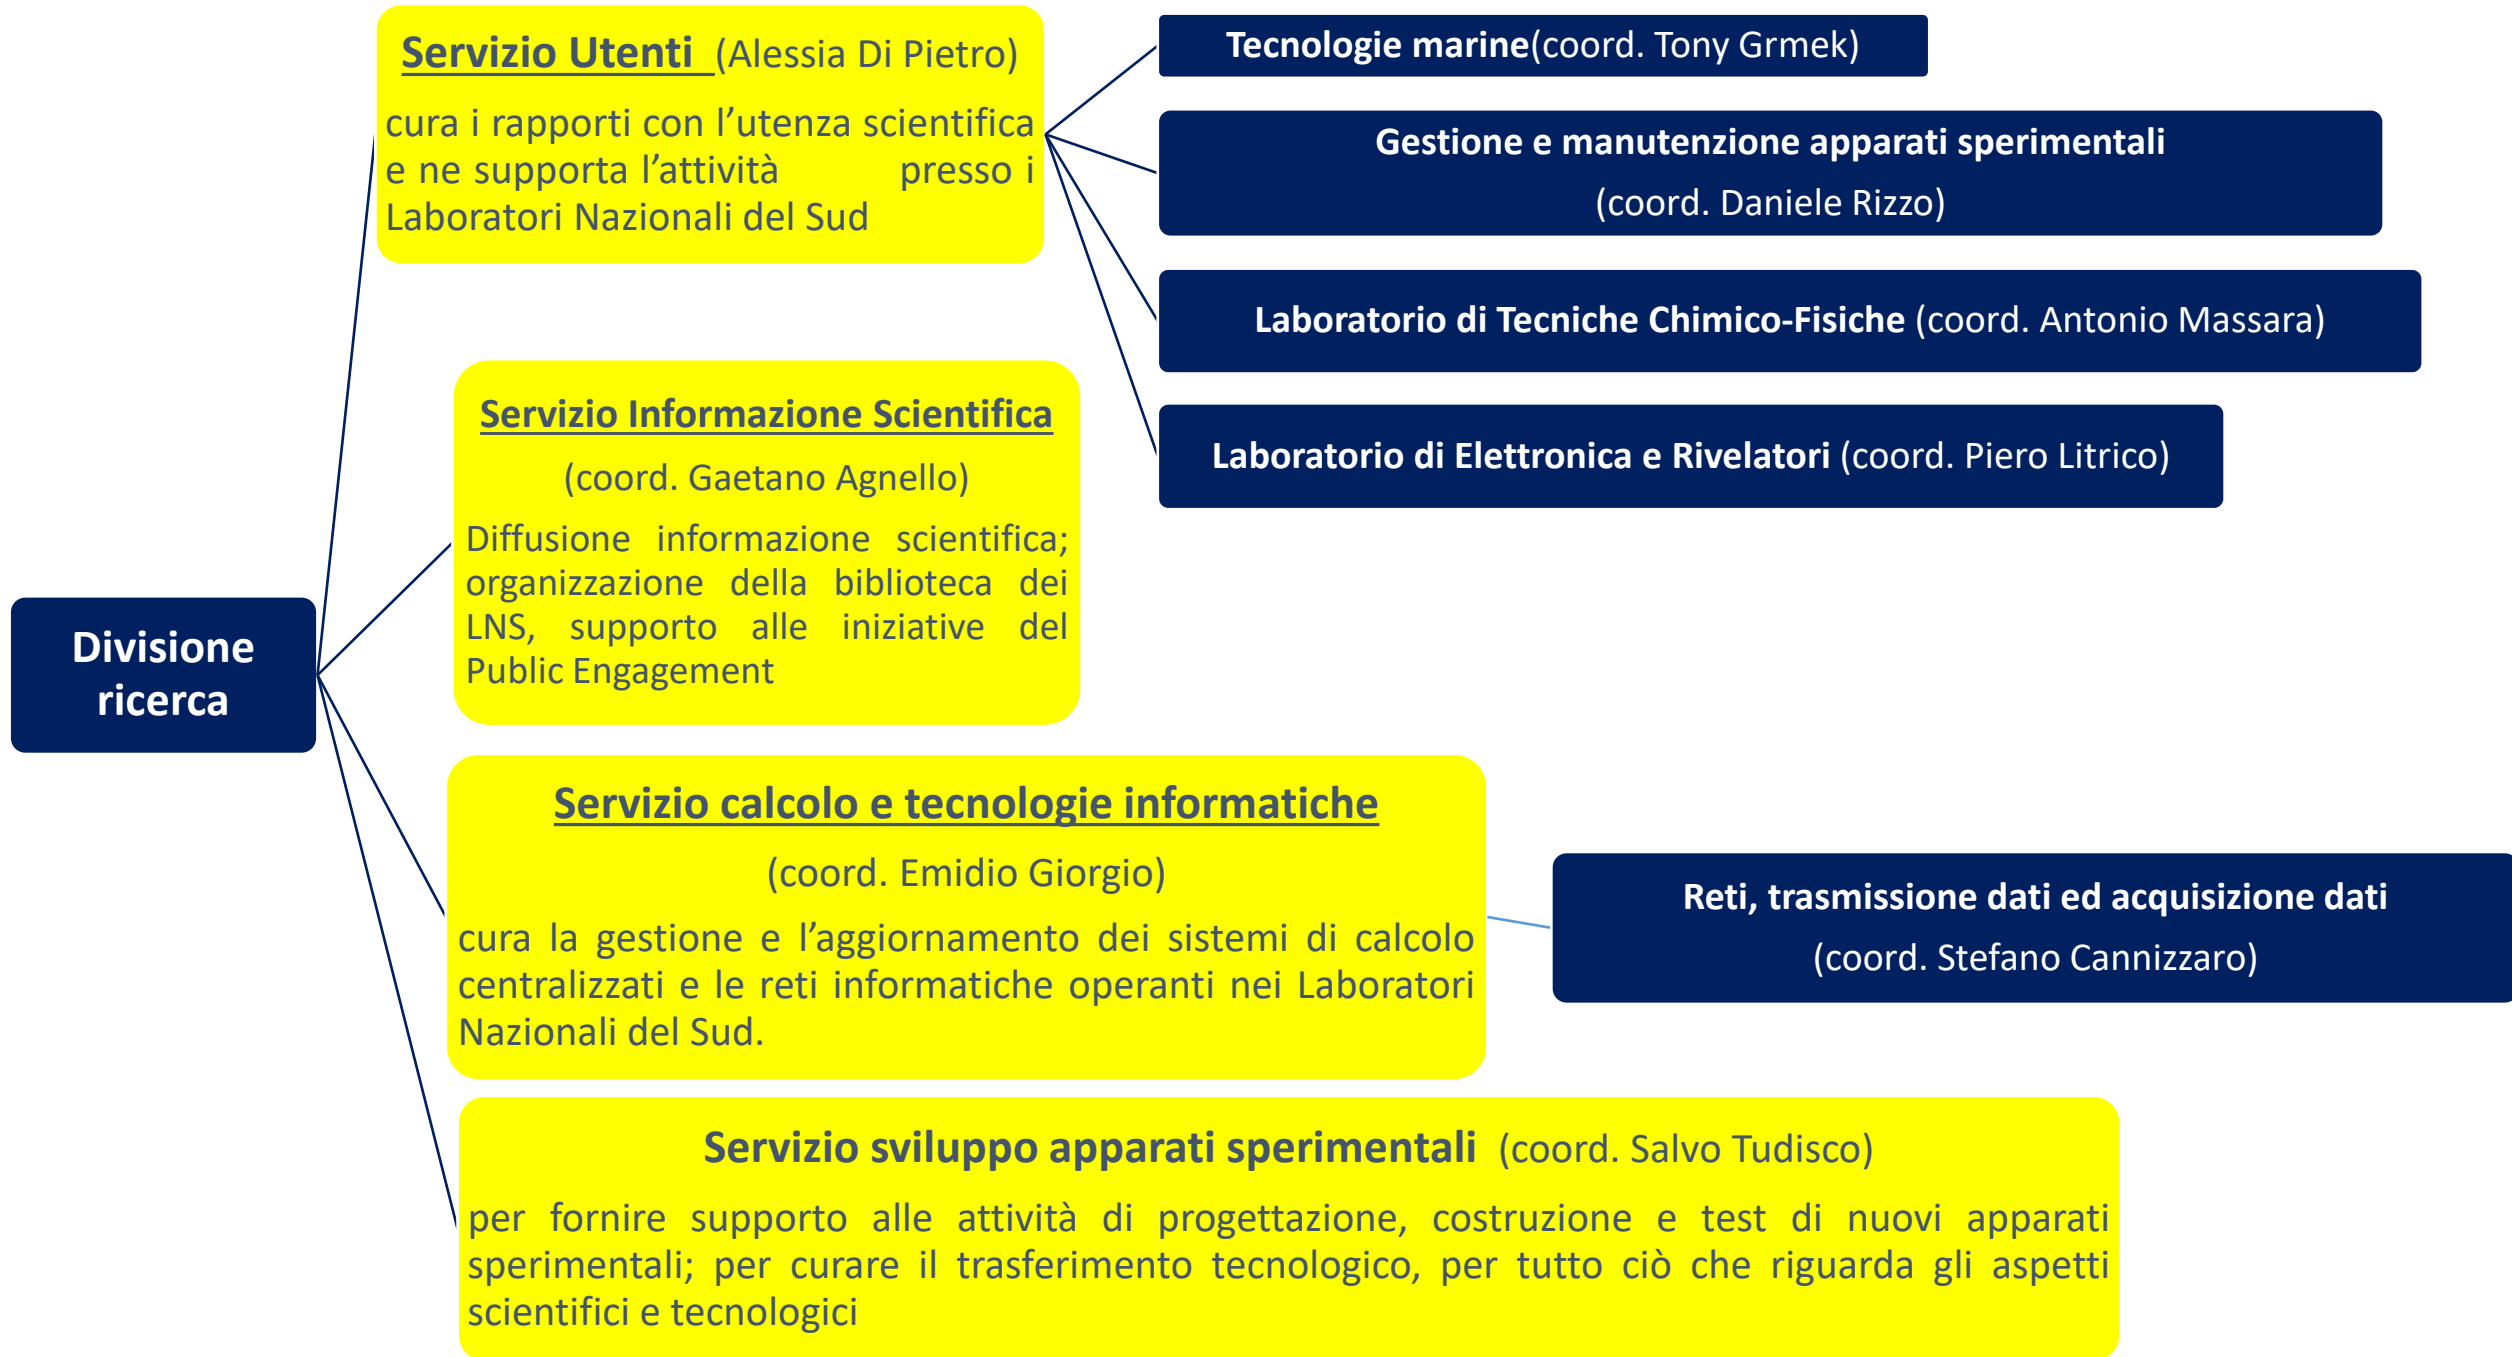 Divisione
ricerca
Servizio Utenti (Alessia Di Pietro)
cura i rapporti con l’utenza scientifica
e ne supporta l’attività presso i
Laboratori Nazionali del Sud
Tecnologie marine(coord. Tony Grmek)
Gestione e manutenzione apparati sperimentali
(coord. Daniele Rizzo)
Laboratorio di Tecniche Chimico-Fisiche (coord. Antonio Massara)
Laboratorio di Elettronica e Rivelatori (coord. Piero Litrico)
Servizio Informazione Scientifica
(coord. Gaetano Agnello)
Diffusione informazione scientifica;
organizzazione della biblioteca dei
LNS, supporto alle iniziative del
Public Engagement
Servizio calcolo e tecnologie informatiche
(coord. Emidio Giorgio)
cura la gestione e l’aggiornamento dei sistemi di calcolo
centralizzati e le reti informatiche operanti nei Laboratori
Nazionali del Sud.
Reti, trasmissione dati ed acquisizione dati
(coord. Stefano Cannizzaro)
Servizio sviluppo apparati sperimentali (coord. Salvo Tudisco)
per fornire supporto alle attività di progettazione, costruzione e test di nuovi apparati
sperimentali; per curare il trasferimento tecnologico, per tutto ciò che riguarda gli aspetti
scientifici e tecnologici